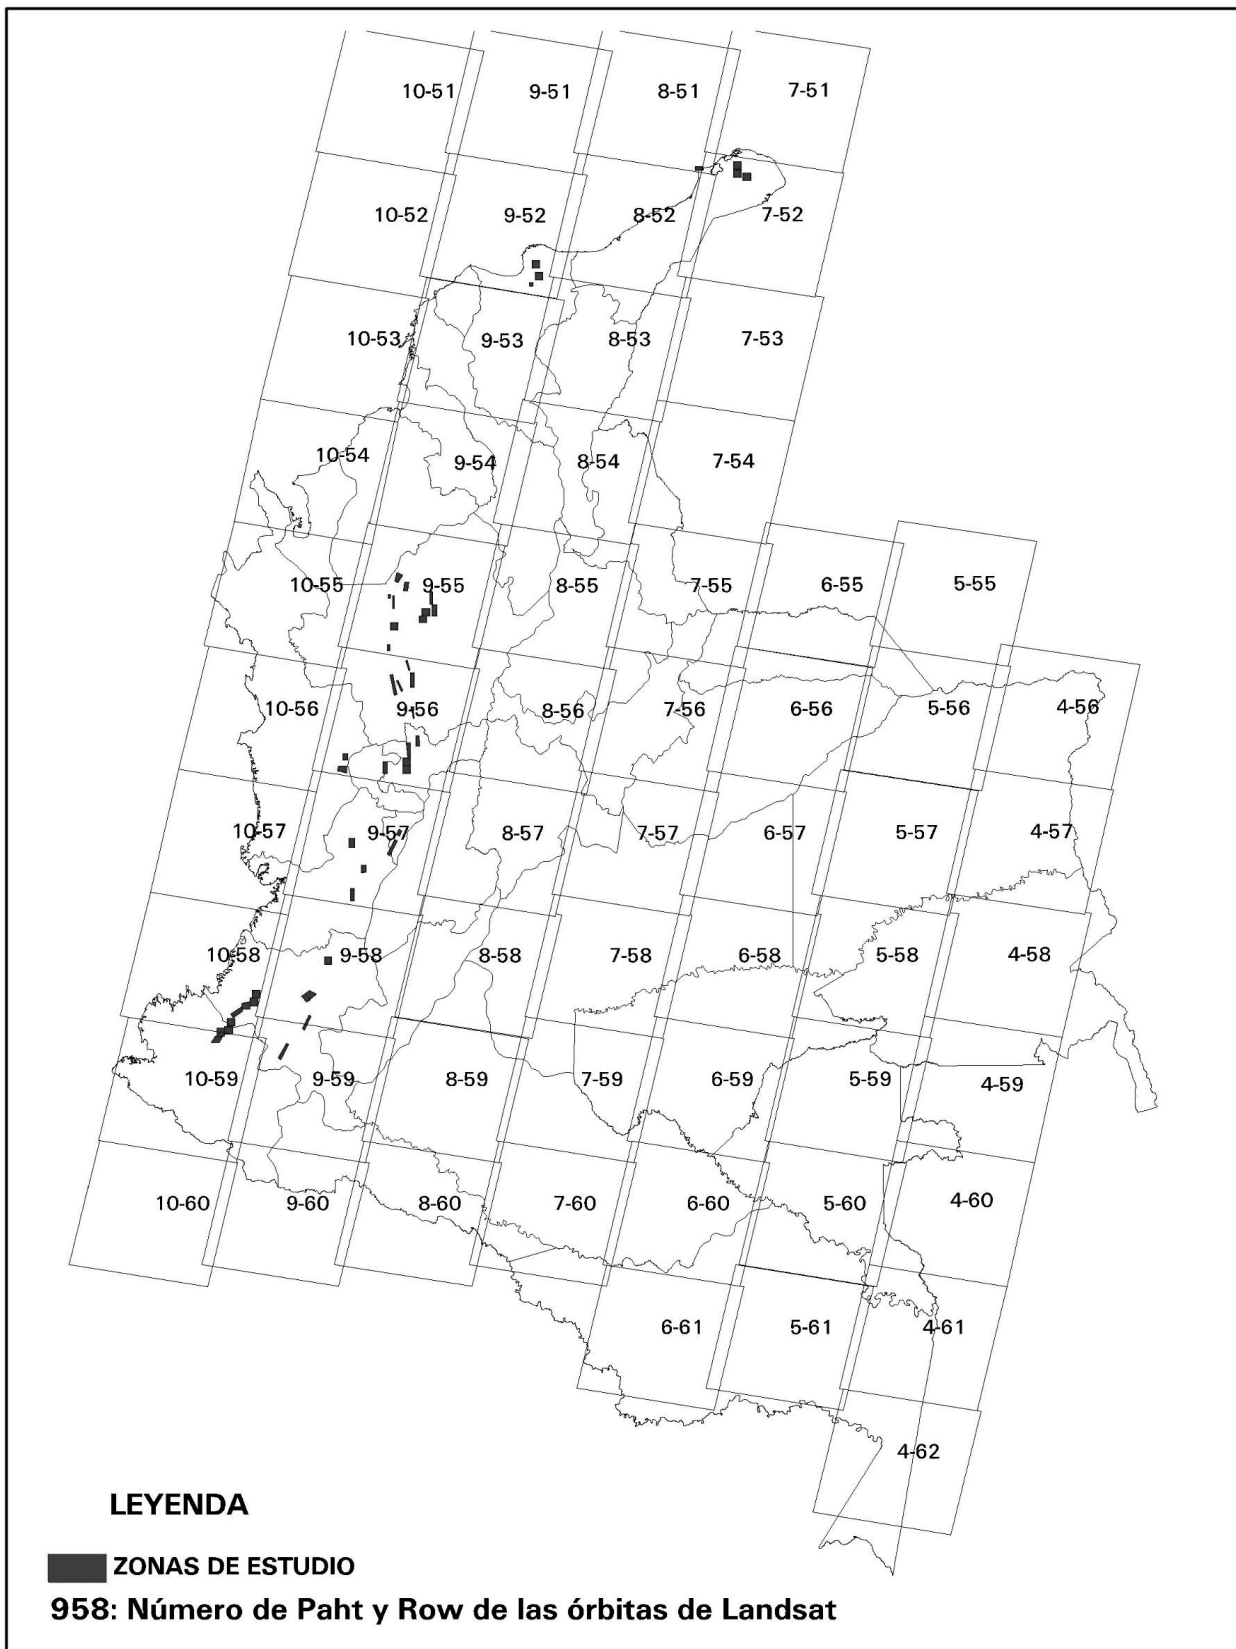 10-51 9-51 8-51 7-51
10-52 9-52 8-52 7-52
10-53 9-53 8-53 7-53
10-54 9-54 8-54 7-54
10-55 9-55 8-55 7-55 6-55 5-55
10-56 9-56 8-56 7-56 6-56 5-56 4-56
10-57 9-57 8-57 7-57 6-57 5-57 4-57
10-58 9-58 8-58 7-58 6-58 5-58 4-58
10-59 9-59 8-59 7-59 6-59 5-59 4-59
10-60 9-60 8-60 7-60 6-60 5-60 4-60
6-61 5-61 4-61
4-62
LEYENDA
ZONAS DE ESTUDIO
958: Número de Paht y Row de las órbitas de Landsat